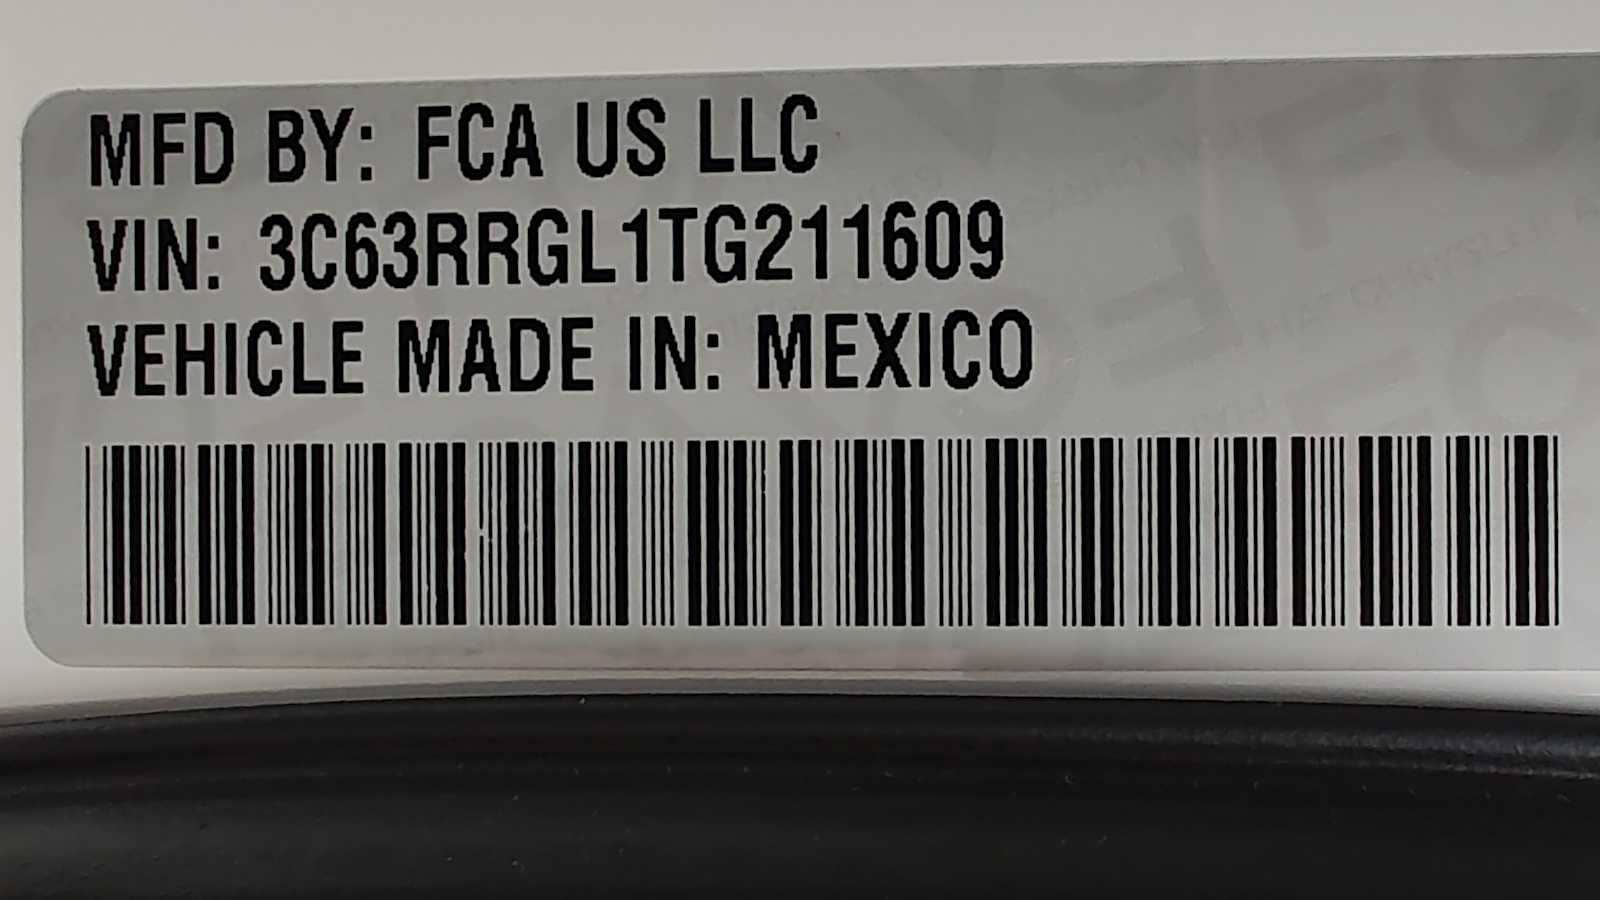 MFD BY: FCA US LLC
VIN: 3C63RRGL1TG211609
VEHICLE MADE IN: MEXICO